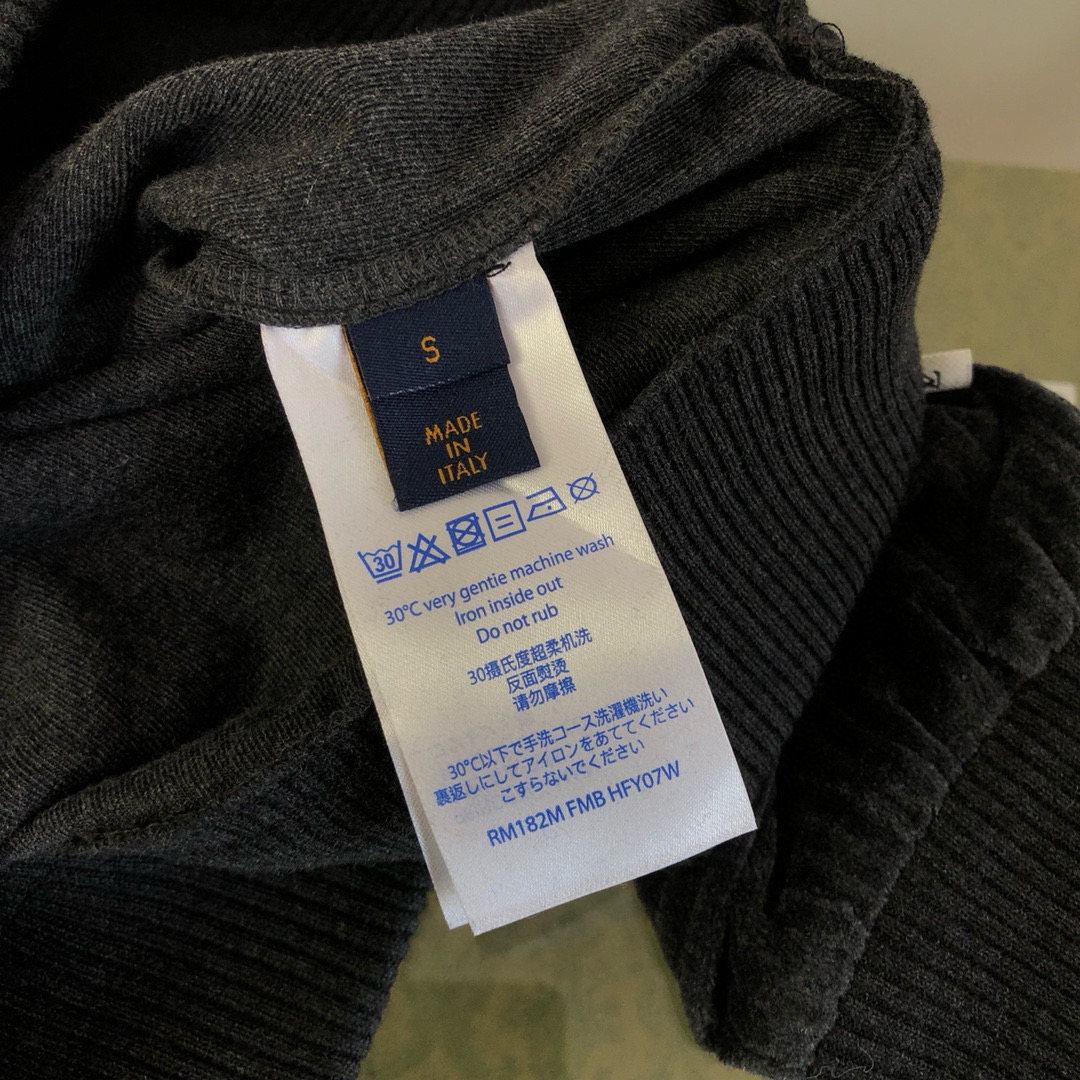 S
MADE
IN
ITALY
30
30°C very gentie machine wash
Iron inside out
Do not rub
30摄氏度超柔机洗
反面熨烫
请勿摩擦
30°C以下で手洗コース洗濯機洗い
裏返しにしてアイロンをあててください
こすらないでください
RM182M FMB HFY07W